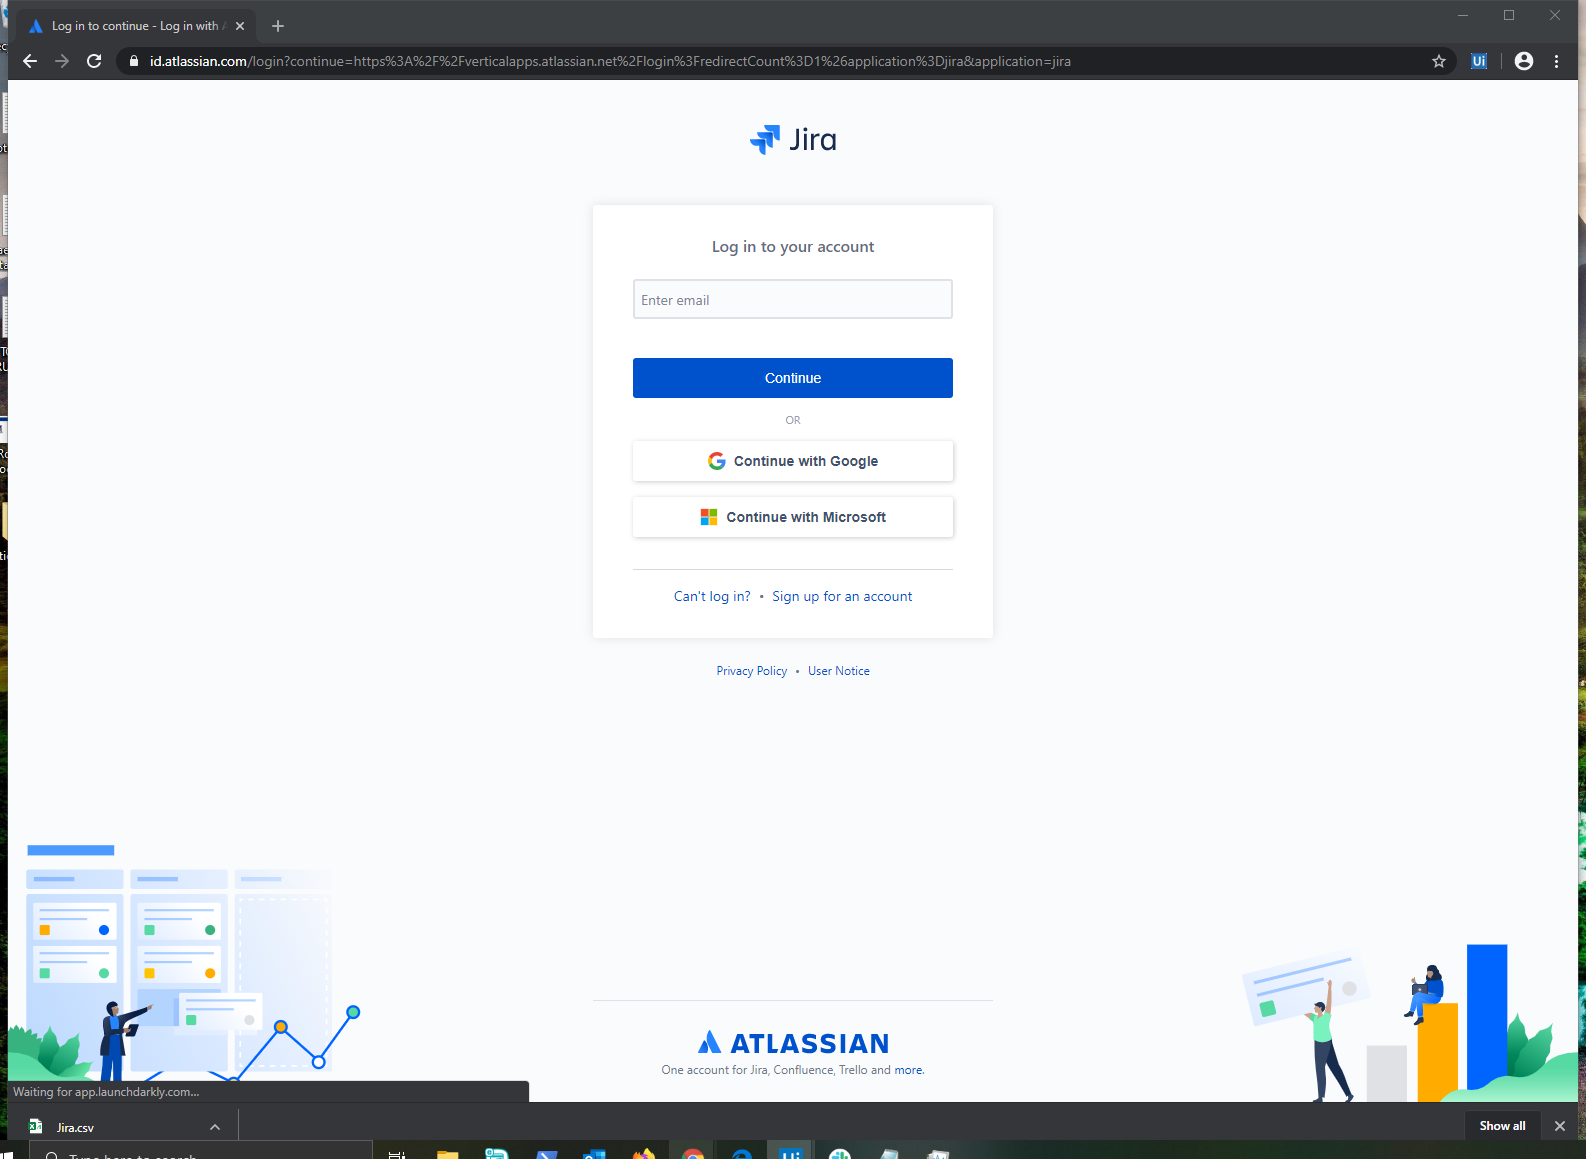 Log in to continue - Log in with A
id.atlassian.com/login?continue=https%3A%2F%2Fverticalapps.atlassian.net%2Flogin%3FredirectCount%3D1%26application%3Djira&application=jira
Ui
Jira
Log in to your account
Enter email
Continue
OR
Continue with Google
Continue with Microsoft
Can't log in? • Sign up for an account
Privacy Policy • User Notice
ATLASSIAN
One account for Jira, Confluence, Trello and more.
Waiting for app.launchdarkly.com...
Jira.csv
Show all
Type here to search
Ui